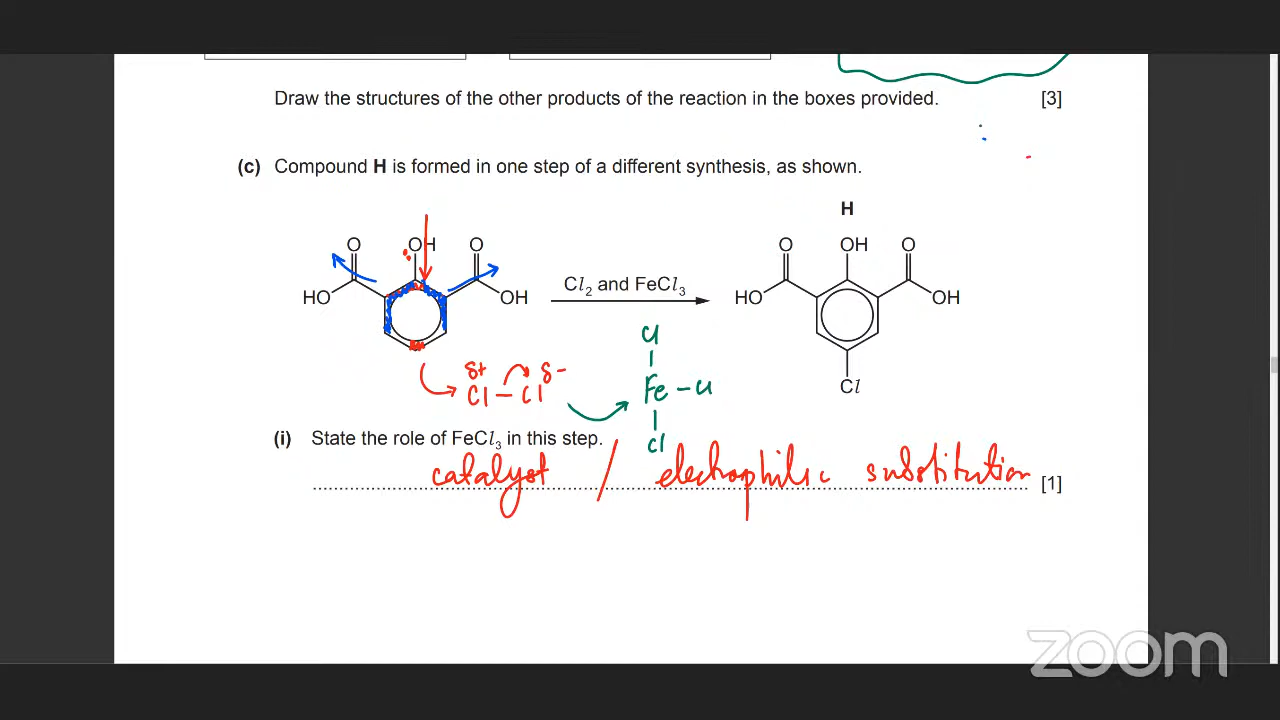 Draw the structures of the other products of the reaction in the boxes provided. [3]
(c) Compound H is formed in one step of a different synthesis, as shown.
H
O OH O O OH O
HO OH Cl2 and FeCl3 HO OH
Cl
δ+ δ−
Cl — Cl Fe – Cl Cl
Cl
(i) State the role of FeCl3 in this step.
catalyst / electrophilic substitution [1]
zoom